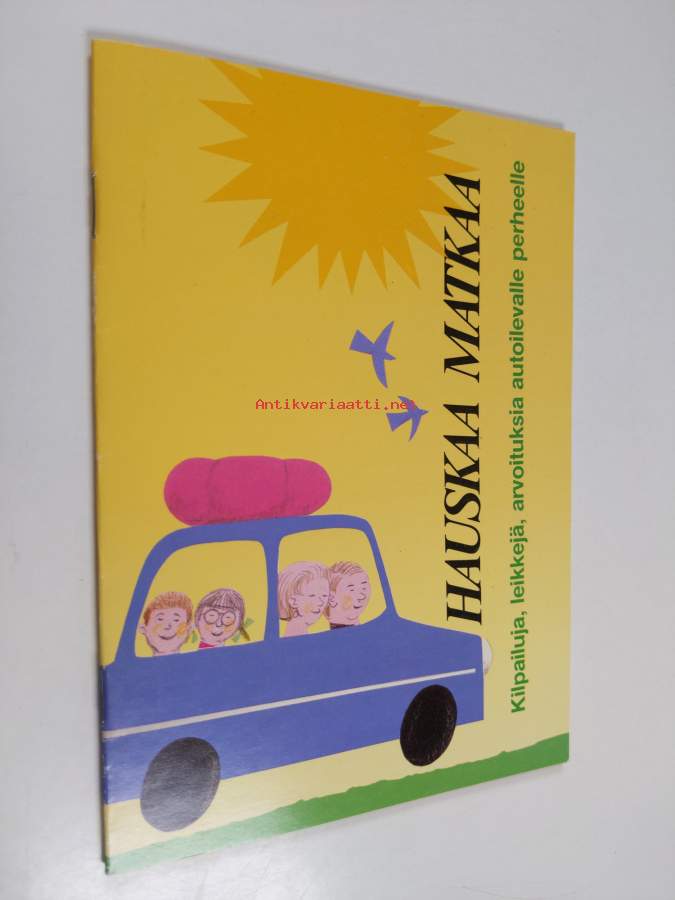 HAUSKAA MATKAA
Kilpailuja, leikkejä, arvoituksia autoilevalle perheelle
Antikvariaatti.net